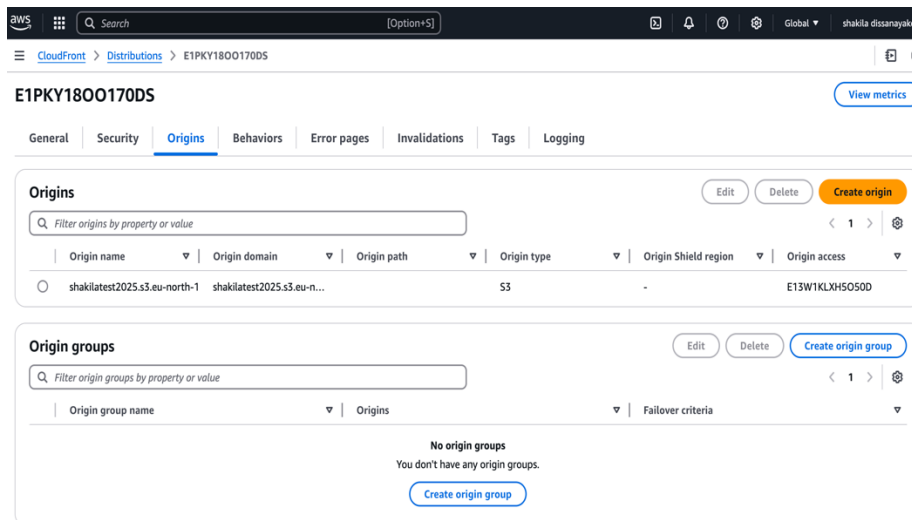 aws Search [Option+S] Global shakila dissanayak
CloudFront > Distributions > E1PKY18OO170DS
E1PKY18OO170DS View metrics
General Security Origins Behaviors Error pages Invalidations Tags Logging
Origins Edit Delete Create origin
Filter origins by property or value 1
Origin name Origin domain Origin path Origin type Origin Shield region Origin access
shakilatest2025.s3.eu-north-1 shakilatest2025.s3.eu-n... S3 - E13W1KLXH5O50D
Origin groups Edit Delete Create origin group
Filter origin groups by property or value 1
Origin group name Origins Failover criteria
No origin groups
You don't have any origin groups.
Create origin group